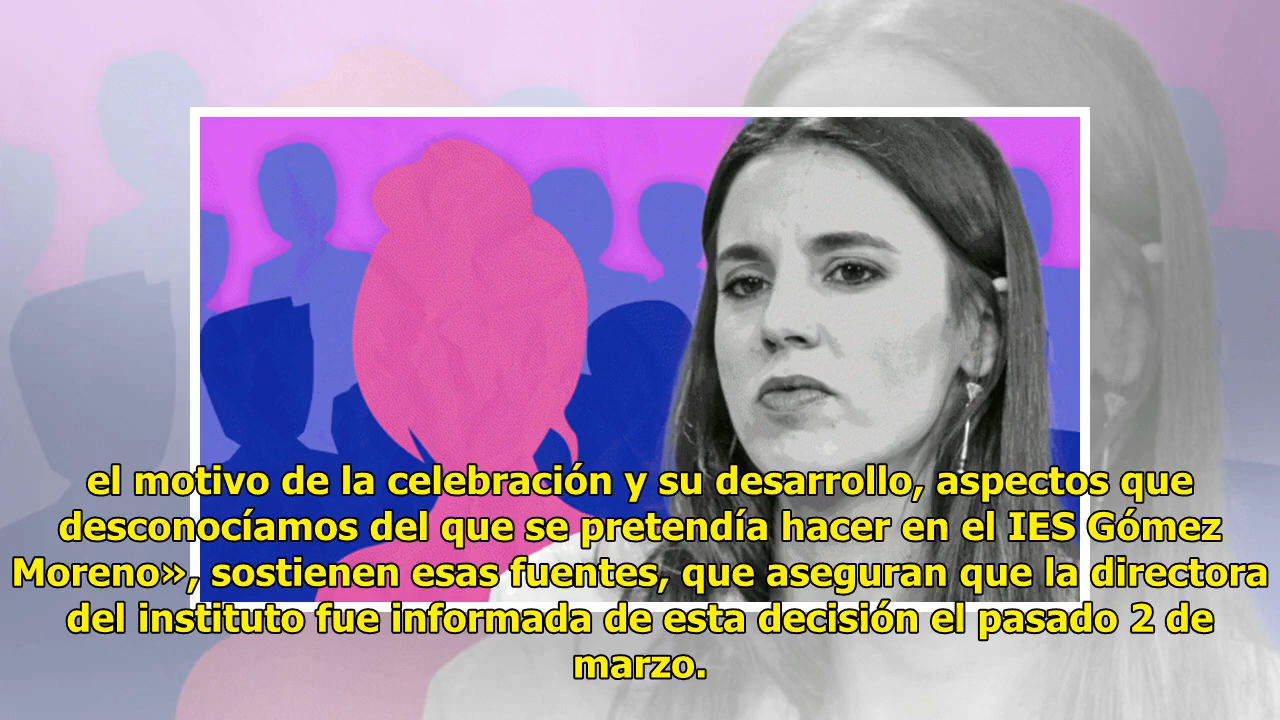 el motivo de la celebración y su desarrollo, aspectos que
desconocíamos del que se pretendía hacer en el IES Gómez
Moreno», sostienen esas fuentes, que aseguran que la directora
del instituto fue informada de esta decisión el pasado 2 de
marzo.